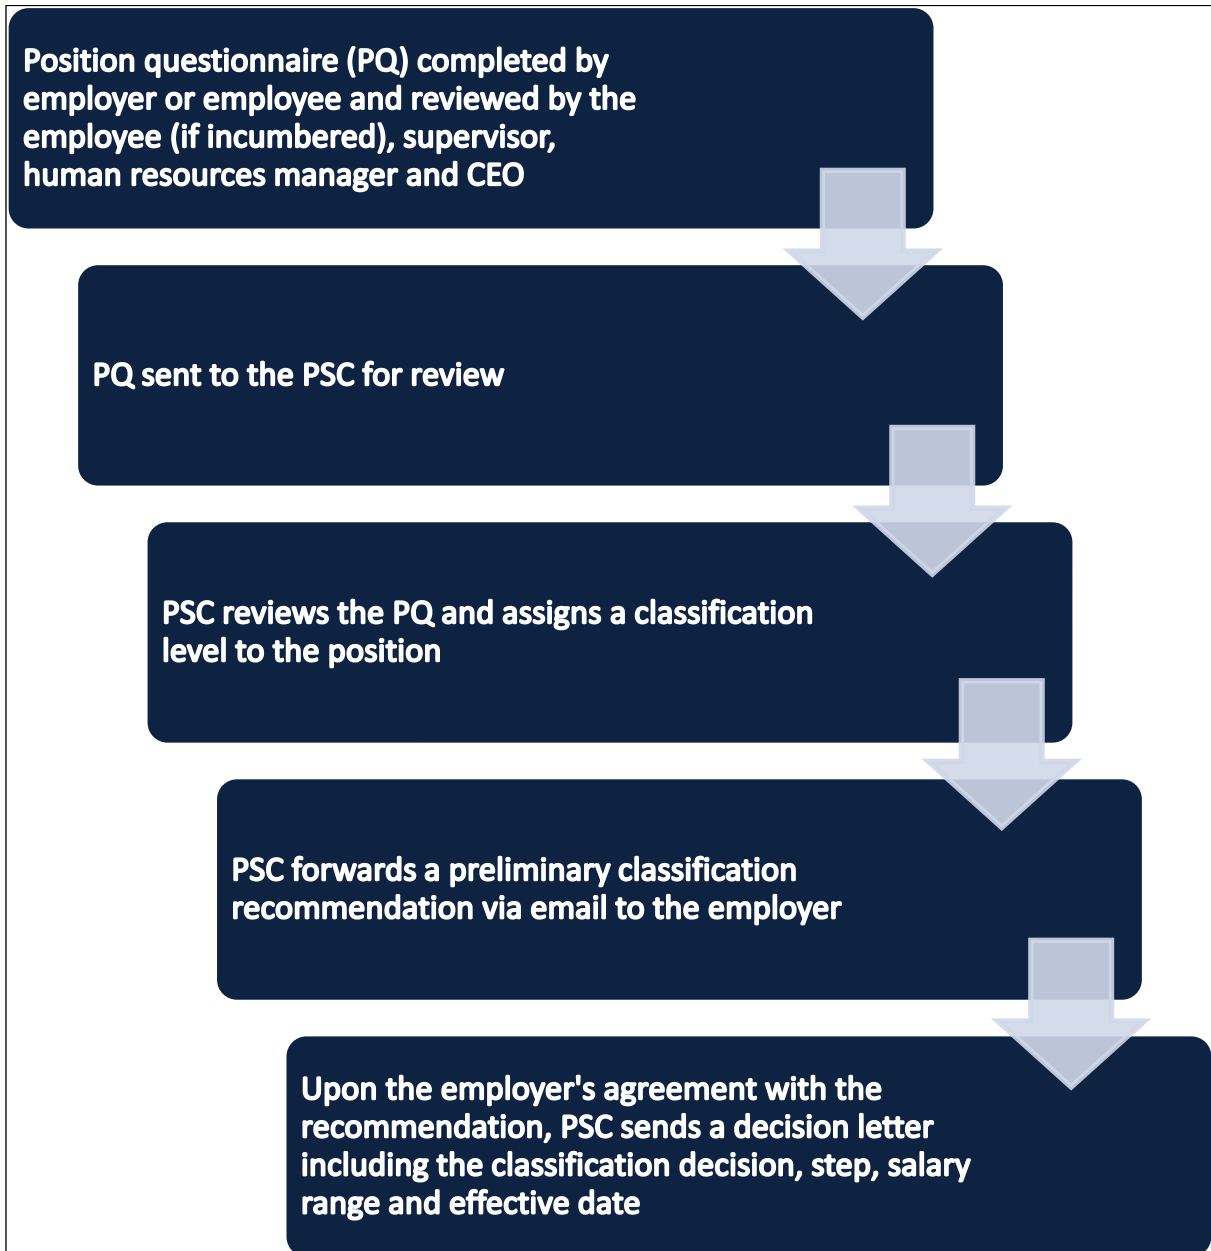 Position questionnaire (PQ) completed by
employer or employee and reviewed by the
employee (if incumbered), supervisor,
human resources manager and CEO
PQ sent to the PSC for review
PSC reviews the PQ and assigns a classification
level to the position
PSC forwards a preliminary classification
recommendation via email to the employer
Upon the employer's agreement with the
recommendation, PSC sends a decision letter
including the classification decision, step, salary
range and effective date